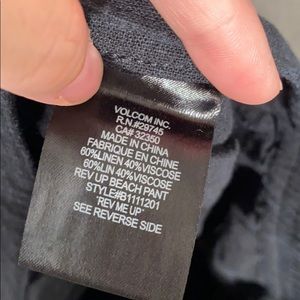 VOLCOM INC.
R.N.#29745
CA# 32350
MADE IN CHINA
FABRIQUE EN CHINE
60%LINEN 40%VISCOSE
60%LIN 40%VISCOSE
REV UP BEACH PANT
STYLE#B1111201
"REV ME UP"
SEE REVERSE SIDE